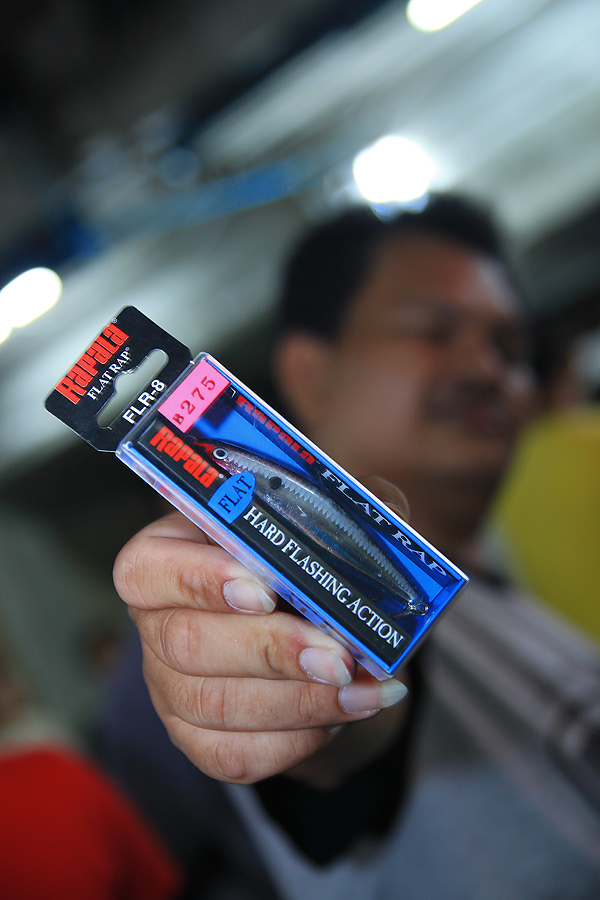 Rapala®
FLAT RAP®
FLR-8
฿275
Rapala
Rapala
FLAT RAP
FLAT
HARD FLASHING ACTION